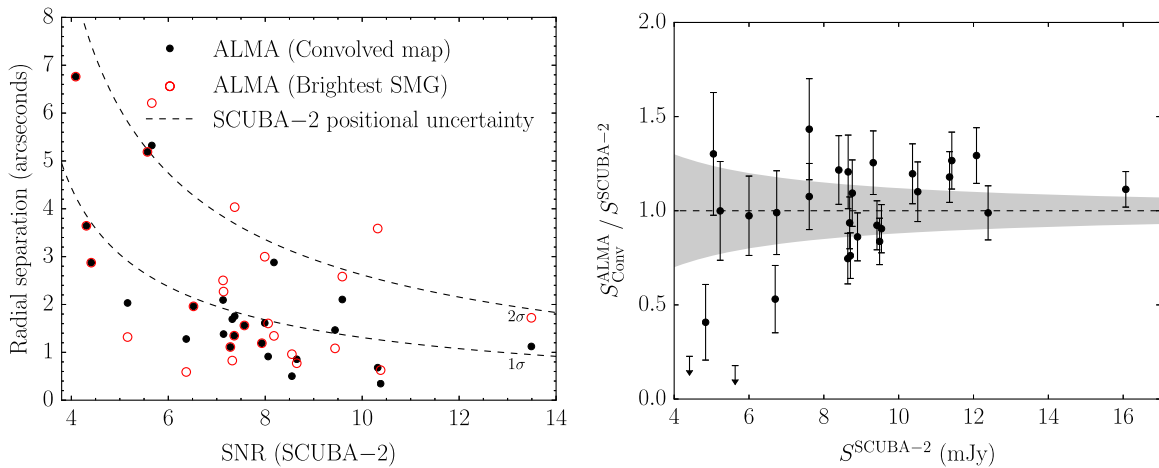 8
7
6
5
4
3
2
1
0
Radial separation (arcseconds)
ALMA (Convolved map)
ALMA (Brightest SMG)
SCUBA−2 positional uncertainty
2σ
1σ
4 6 8 10 12 14
SNR (SCUBA−2)
2.0
1.5
1.0
0.5
0.0
S_Conv^ALMA / S^SCUBA−2
4 6 8 10 12 14 16
S^SCUBA−2 (mJy)